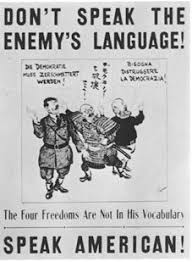 DON'T SPEAK THE
ENEMY'S LANGUAGE!
DIE DEMOKRATIE
MUSS ZERSCHMETTERT
WERDEN!
BISOGNA
DISTRUGGERE
LA DEMOCRAZIA!
The Four Freedoms Are Not In His Vocabulary
SPEAK AMERICAN!